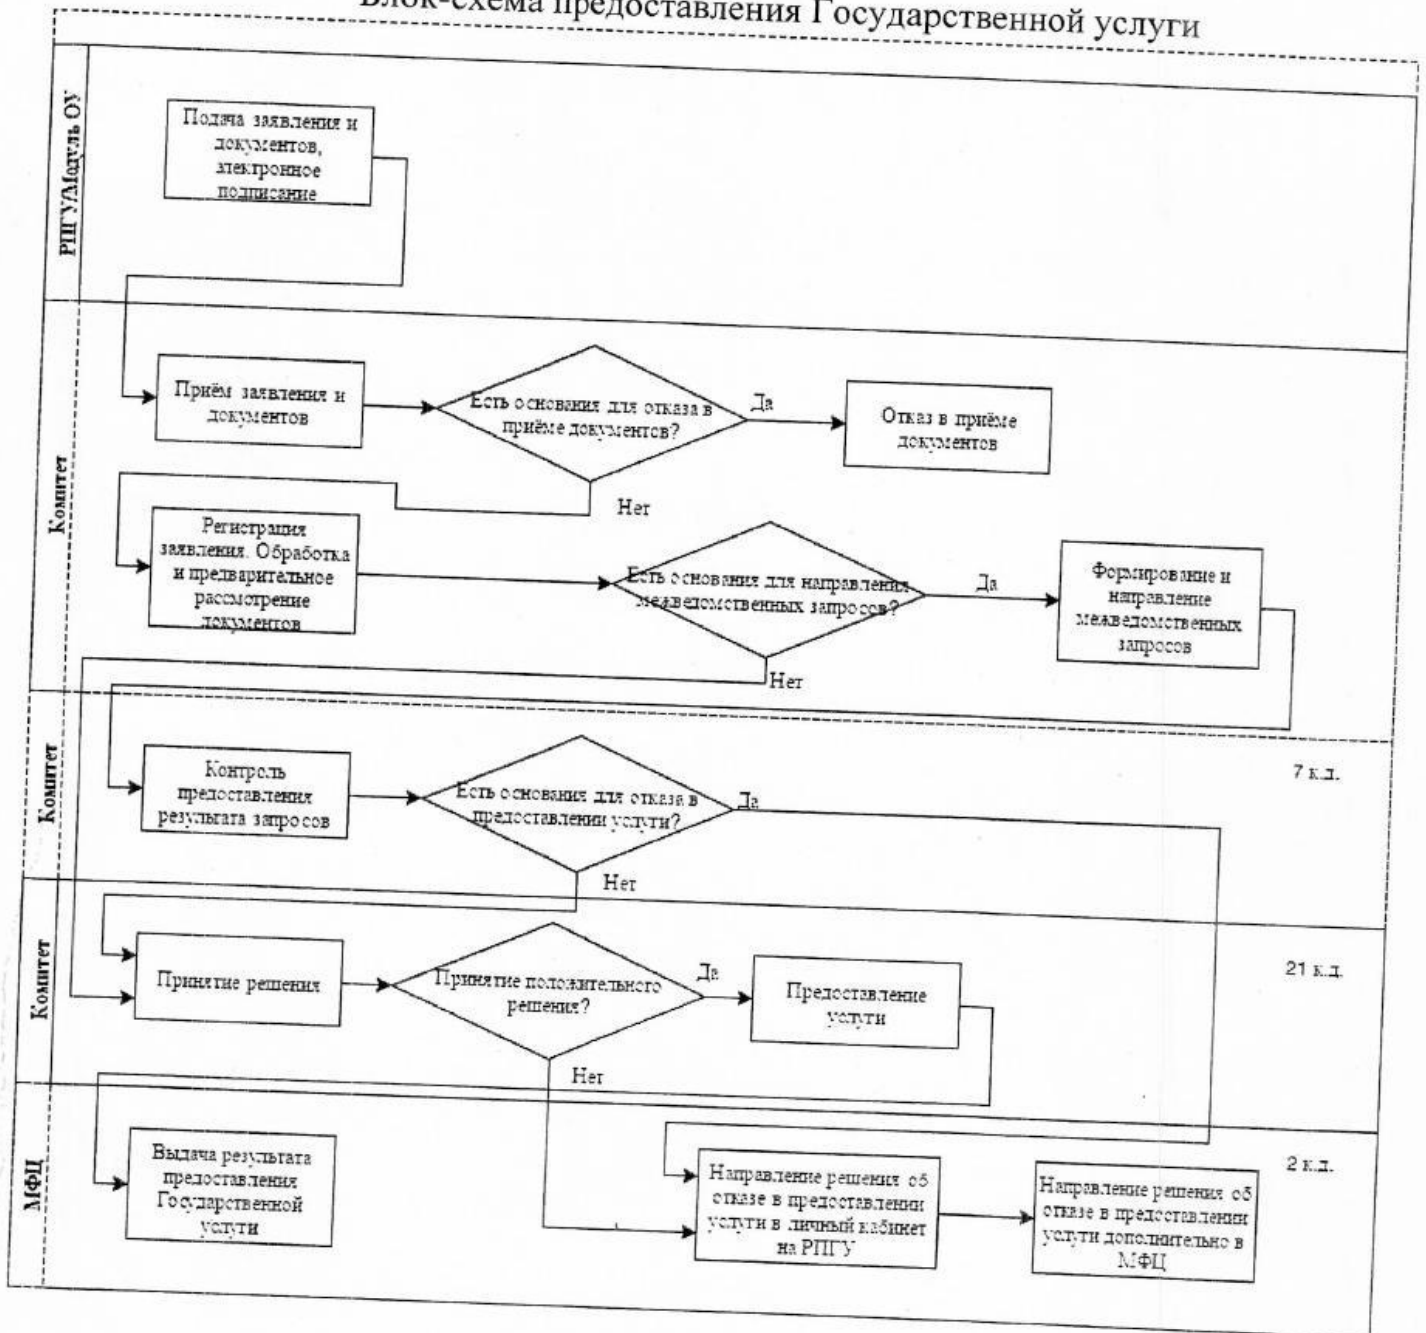 Блок-схема предоставления Государственной услуги
РПГУ/Модуль ОУ
Подача заявления и
документов,
электронное
подписание
Комитет
Приём заявления и
документов
Есть основания для отказа в
приёме документов?
Да
Отказ в приёме
документов
Нет
Регистрация
заявления. Обработка
и предварительное
рассмотрение
документов
Есть основания для направления
межведомственных запросов?
Да
Формирование и
направление
межведомственных
запросов
Нет
Комитет
7 к.д.
Контроль
предоставления
результата запросов
Есть основания для отказа в
предоставлении услуги?
Да
Нет
Комитет
21 к.д.
Принятие решения
Принятие положительного
решения?
Да
Предоставление
услуги
Нет
МФЦ
2 к.д.
Выдача результата
предоставления
Государственной
услуги
Направление решения об
отказе в предоставлении
услуги в личный кабинет
на РПГУ
Направление решения об
отказе в предоставлении
услуги дополнительно в
МФЦ